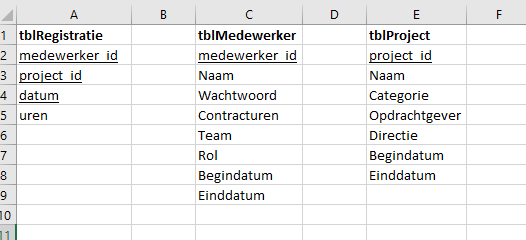 A B C D E F
1 tblRegistratie tblMedewerker tblProject
2 medewerker_id medewerker_id project_id
3 project_id Naam Naam
4 datum Wachtwoord Categorie
5 uren Contracturen Opdrachtgever
6 Team Directie
7 Rol Begindatum
8 Begindatum Einddatum
9 Einddatum
10
11